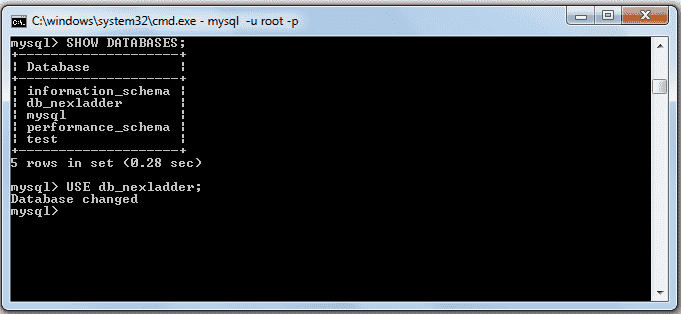 C:\windows\system32\cmd.exe - mysql -u root -p
mysql> SHOW DATABASES;
+--------------------+
| Database           |
+--------------------+
| information_schema |
| db_nexladder       |
| mysql              |
| performance_schema |
| test               |
+--------------------+
5 rows in set (0.28 sec)
mysql> USE db_nexladder;
Database changed
mysql>